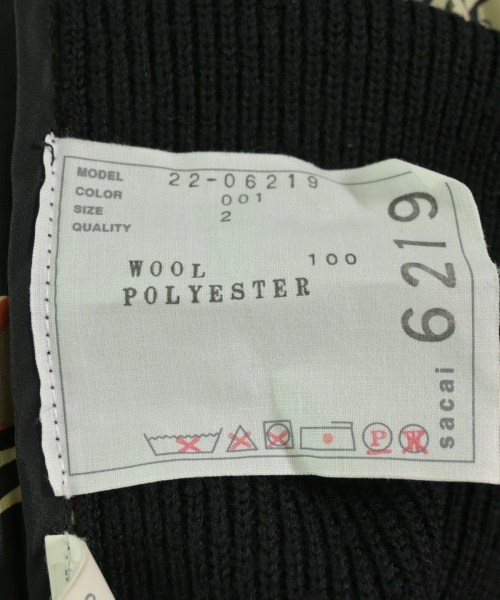 MODEL 22-06219
COLOR 001
SIZE 2
QUALITY
WOOL 100
POLYESTER
6219
sacai
P
W